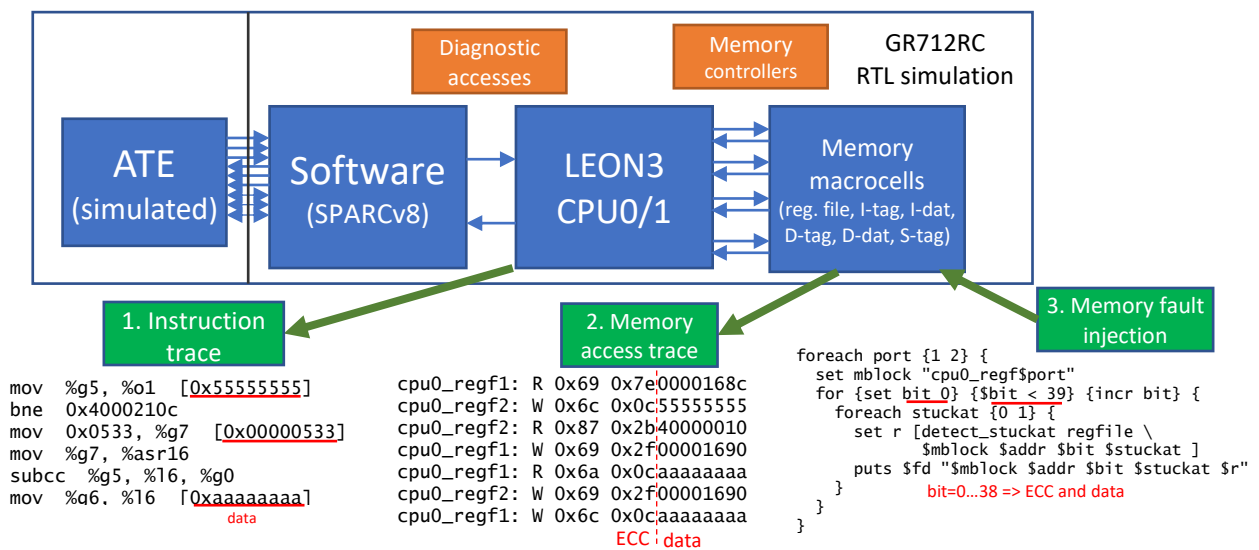 GR712RC
RTL simulation
Diagnostic
accesses
Memory
controllers
ATE
(simulated)
Software
(SPARCv8)
LEON3
CPU0/1
Memory
macrocells
(reg. file, I-tag, I-dat,
D-tag, D-dat, S-tag)
1. Instruction
trace
mov %g5, %o1 [0x55555555]
bne 0x4000210c
mov 0x0533, %g7 [0x00000533]
mov %g7, %asr16
subcc %g5, %l6, %g0
mov %g6, %l6 [0xaaaaaaaa]
data
2. Memory
access trace
cpu0_regf1: R 0x69 0x7e0000168c
cpu0_regf2: W 0x6c 0x0c55555555
cpu0_regf2: R 0x87 0x2b40000010
cpu0_regf1: W 0x69 0x2f00001690
cpu0_regf1: R 0x6a 0x0caaaaaaaa
cpu0_regf2: W 0x69 0x2f00001690
cpu0_regf1: W 0x6c 0x0caaaaaaaa
ECC data
3. Memory fault
injection
foreach port {1 2} {
set mblock "cpu0_regf$port"
for {set bit 0} {$bit < 39} {incr bit} {
foreach stuckat {0 1} {
set r [detect_stuckat regfile \
$mblock $addr $bit $stuckat ]
puts $fd "$mblock $addr $bit $stuckat $r"
}
bit=0...38 => ECC and data
}
}